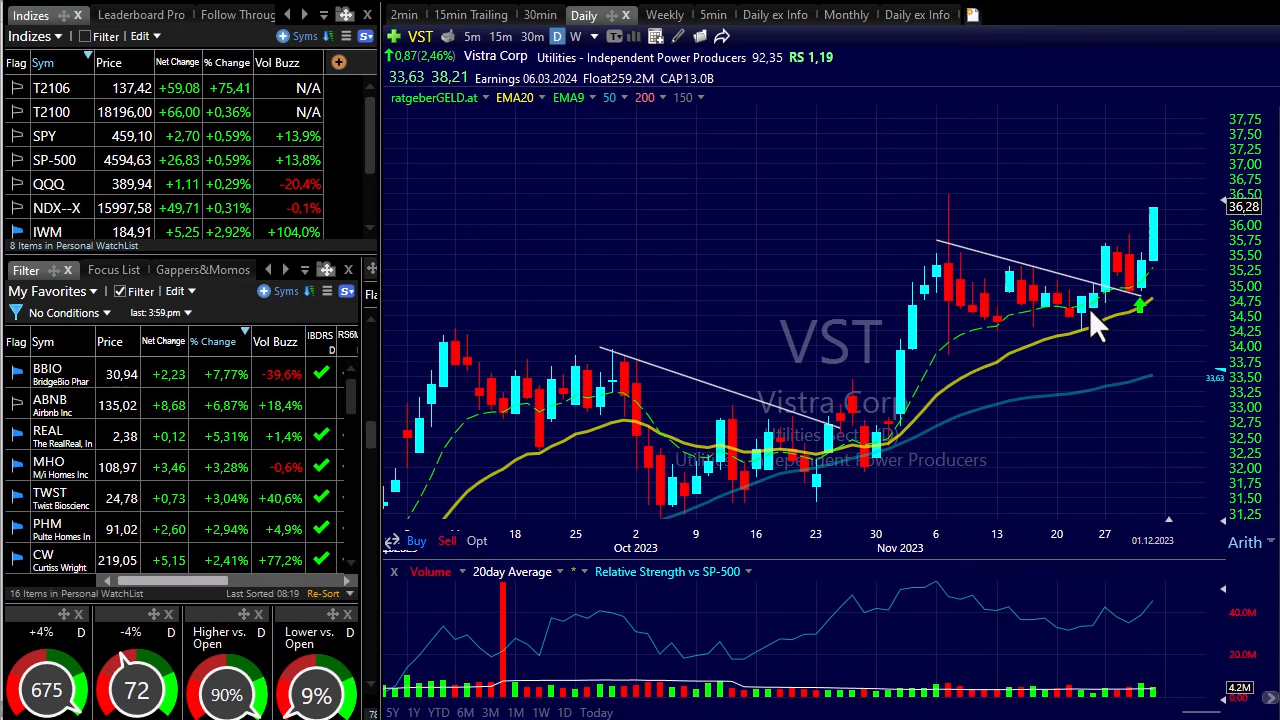 Indizes Leaderboard Pro Follow Throug
Indizes Filter Edit Syms
Flag Sym Price Net Change % Change Vol Buzz
T2106 137,42 +59,08 +75,41 N/A
T2100 18196,00 +66,00 +0,36% N/A
SPY 459,10 +2,70 +0,59% +13,9%
SP-500 4594,63 +26,83 +0,59% +13,8%
QQQ 389,94 +1,11 +0,29% -20,4%
NDX--X 15997,58 +49,71 +0,31% -0,1%
IWM 184,91 +5,25 +2,92% +104,0%
8 Items in Personal WatchList
Filter Focus List Gappers&Momos
My Favorites Filter Edit Syms
No Conditions last: 3:59pm
Flag Sym Price Net Change % Change Vol Buzz IBDRS D RS6M
BBIO 30,94 +2,23 +7,77% -39,6%
BridgeBio Phar
ABNB 135,02 +8,68 +6,87% +18,4%
Airbnb Inc
REAL 2,38 +0,12 +5,31% +1,4%
The RealReal, In
MHO 108,97 +3,46 +3,28% -0,6%
M/I Homes Inc
TWST 24,78 +0,73 +3,04% +40,6%
Twist Bioscienc
PHM 91,02 +2,60 +2,94% +4,9%
Pulte Homes In
CW 219,05 +5,15 +2,41% +77,2%
Curtiss Wright
16 Items in Personal WatchList Last Sorted 08:19 Re-Sort
+4% D -4% D Higher vs. Open D Lower vs. Open D
675 72 90% 9%
Fla
78
2min 15min Trailing 30min Daily Weekly 5min Daily ex Info Monthly Daily ex Info
VST 5m 15m 30m D W
0,87(2,46%) Vistra Corp Utilities - Independent Power Producers 92,35 RS 1,19
33,63 38,21 Earnings 06.03.2024 Float259.2M CAP13.0B
ratgeberGELD.at EMA20 EMA9 50 200 150
37,75
37,50
37,25
37,00
36,75
36,50
36,28
36,00
35,75
35,50
35,25
35,00
34,75
34,50
34,25
34,00
33,75
33,63 33,50
33,25
33,00
32,75
32,50
32,25
32,00
31,75
31,50
31,25
VST
Vistra Corp
Utilities Sect
Utili Independent Power Producers
18 25 2 9 16 23 30 6 13 20 27 01.12.2023
Buy Sell Opt Oct 2023 Nov 2023 Arith
X Volume 20day Average * Relative Strength vs SP-500
40.0M
20.0M
4.2M
0.00
5Y 1Y YTD 6M 3M 1M 1W 1D Today